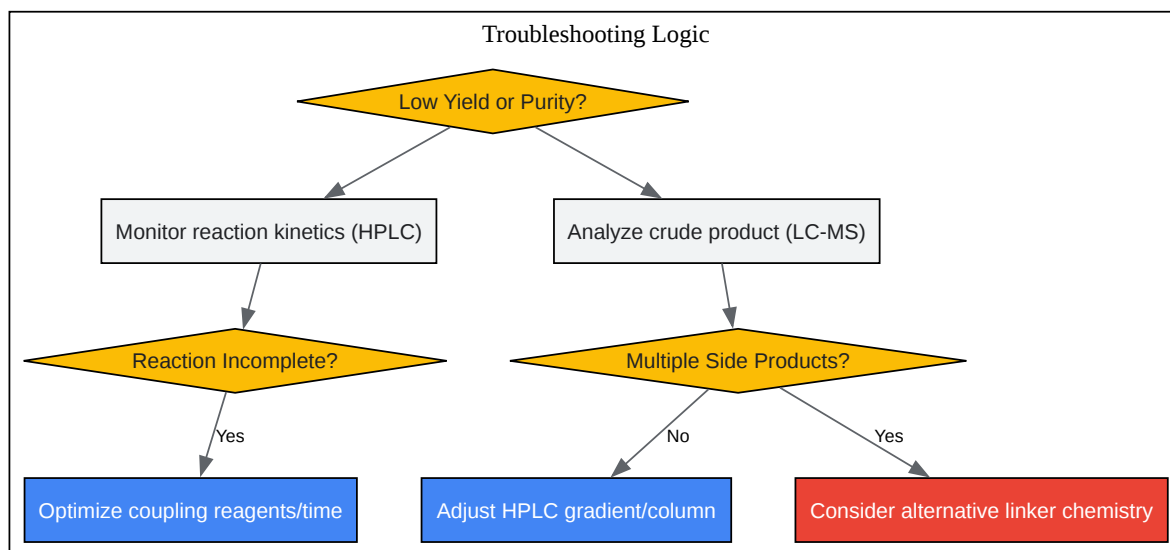 Troubleshooting Logic
Low Yield or Purity?
Monitor reaction kinetics (HPLC)
Analyze crude product (LC-MS)
Reaction Incomplete?
Multiple Side Products?
Yes
No
Yes
Optimize coupling reagents/time
Adjust HPLC gradient/column
Consider alternative linker chemistry